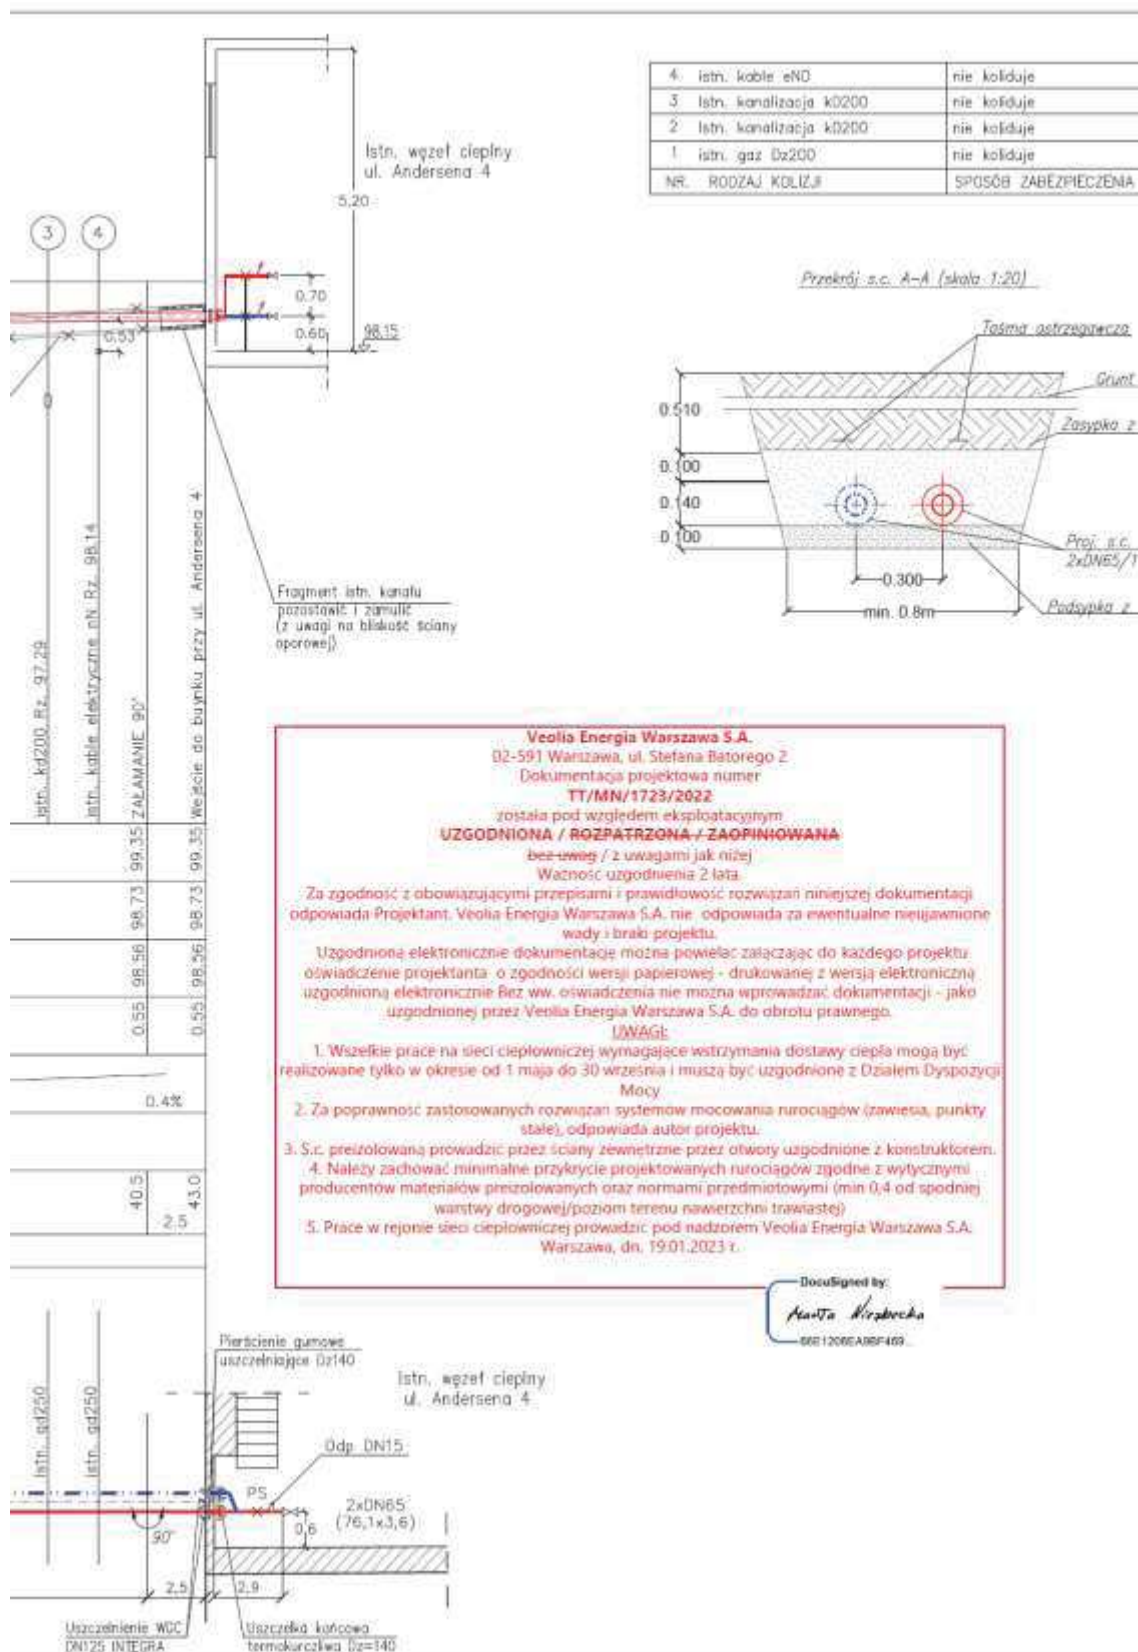 4 istn. kable eND nie koliduje
3 Istn. kanalizacja kD200 nie koliduje
2 Istn. kanalizacja kD200 nie koliduje
1 istn. gaz Dz200 nie koliduje
NR. RODZAJ KOLIZJI SPOSÓB ZABEZPIECZENIA
Istn. węzeł cieplny
ul. Andersena 4
5,20
3
4
0.70
0.60
98.15
0.53
Przekrój s.c. A-A (skala 1:20)
Taśma ostrzegawcza
Grunt
Zasypka z
0.510
0.100
0.140
0.100
Proj. s.c.
2xDN65/1
0.300
min. 0.8m
Podsypka z
Fragment istn. kanału
pozostawić i zamulić
(z uwagi na bliskość ściany
oporowej)
istn. kd200, Rz. 97.29
istn. kable elektryczne nN Rz. 98.14
ZAŁAMANIE 90°
Wejście do buynku przy ul. Andersena 4
99.35
99.35
98.73
98.73
98.56
98.56
0.55
0.55
0.4%
40.5
43.0
2.5
Veolia Energia Warszawa S.A.
02-591 Warszawa, ul. Stefana Batorego 2
Dokumentacja projektowa numer
TT/MN/1723/2022
została pod względem eksploatacyjnym
UZGODNIONA / ROZPATRZONA / ZAOPINIOWANA
bez uwag / z uwagami jak niżej
Ważność uzgodnienia 2 lata.
Za zgodność z obowiązującymi przepisami i prawidłowość rozwiązań niniejszej dokumentacji
odpowiada Projektant. Veolia Energia Warszawa S.A. nie odpowiada za ewentualne nieujawnione
wady i braki projektu.
Uzgodnioną elektronicznie dokumentację można powielać załączając do każdego projektu
oświadczenie projektanta o zgodności wersji papierowej - drukowanej z wersją elektroniczną
uzgodnioną elektronicznie Bez ww. oświadczenia nie można wprowadzać dokumentacji - jako
uzgodnionej przez Veolia Energia Warszawa S.A. do obrotu prawnego.
UWAGI:
1. Wszelkie prace na sieci ciepłowniczej wymagające wstrzymania dostawy ciepła mogą być
realizowane tylko w okresie od 1 maja do 30 września i muszą być uzgodnione z Działem Dyspozycji
Mocy
2. Za poprawność zastosowanych rozwiązań systemów mocowania rurociągów (zawiesia, punkty
stałe), odpowiada autor projektu.
3. S.c. preizolowaną prowadzić przez ściany zewnętrzne przez otwory uzgodnione z konstruktorem.
4. Należy zachować minimalne przykrycie projektowanych rurociągów zgodne z wytycznymi
producentów materiałów preizolowanych oraz normami przedmiotowymi (min 0,4 od spodniej
warstwy drogowej/poziom terenu nawierzchni trawiastej)
5. Prace w rejonie sieci ciepłowniczej prowadzić pod nadzorem Veolia Energia Warszawa S.A.
Warszawa, dn. 19.01.2023 r.
DocuSigned by:
Pierścienie gumowe
uszczelniające Dz140
Istn. węzeł cieplny
ul. Andersena 4
istn. gd250
istn. gd250
Odp. DN15
PS
2xDN65
(76,1x3,6)
0,6
90°
2,5
2,9
Uszczelnienie WGC
DN125 INTEGRA
Uszczelka końcowa
termokurczliwa Dz=140